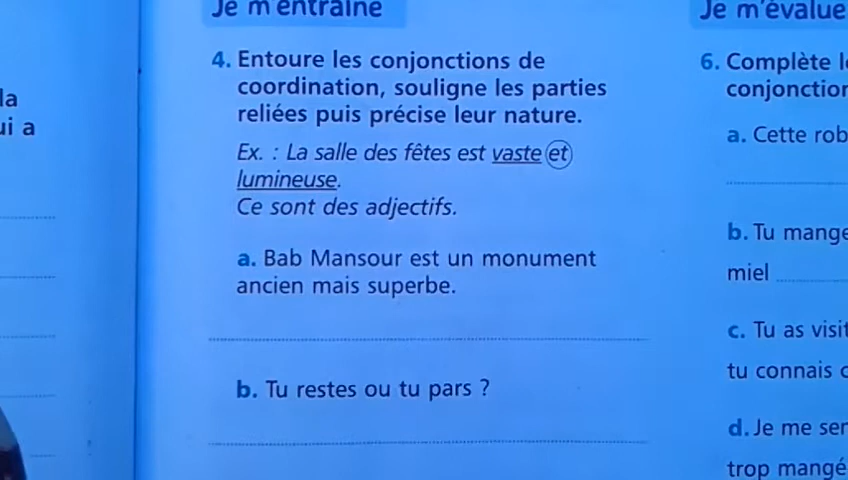 la
ui a
Je m'entraîne
4. Entoure les conjonctions de
coordination, souligne les parties
reliées puis précise leur nature.
Ex. : La salle des fêtes est vaste et
lumineuse.
Ce sont des adjectifs.
a. Bab Mansour est un monument
ancien mais superbe.
b. Tu restes ou tu pars ?
Je m'évalue
6. Complète l
conjonction
a. Cette rob
b. Tu mange
miel
c. Tu as visit
tu connais
d. Je me ser
trop mangé